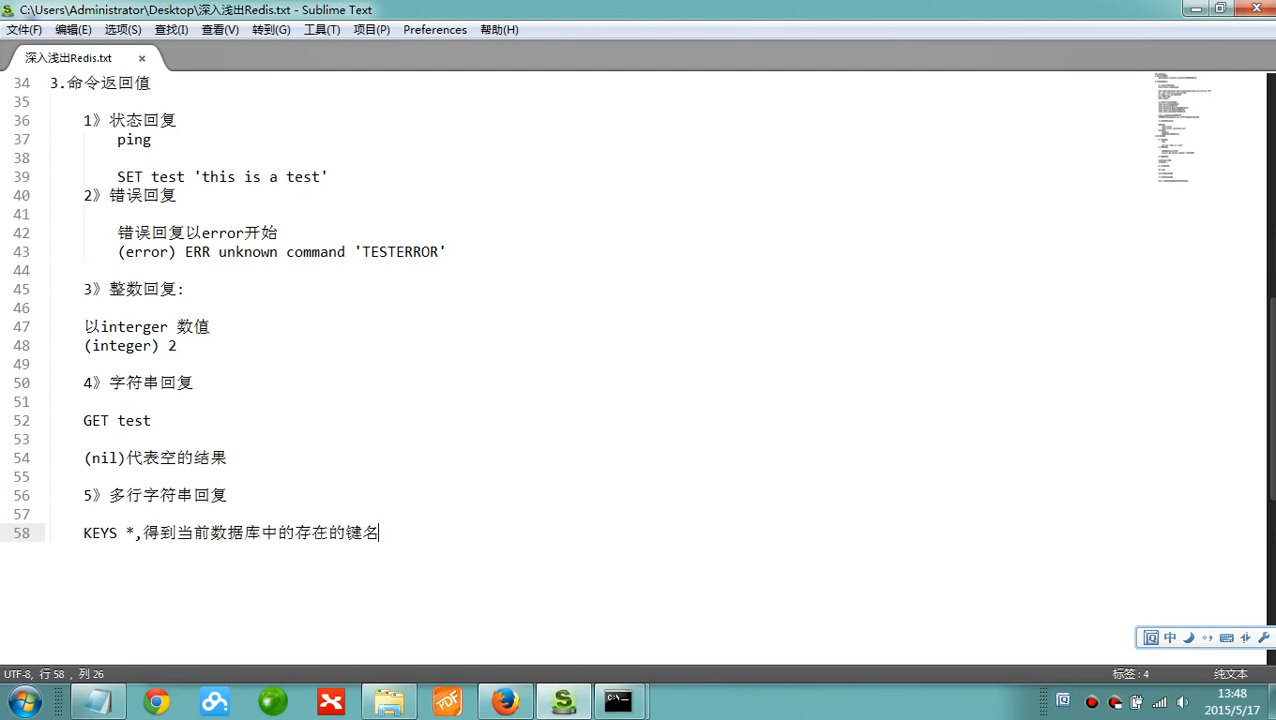 C:\Users\Administrator\Desktop\深入浅出Redis.txt - Sublime Text
文件(F) 编辑(E) 选项(S) 查找(I) 查看(V) 转到(G) 工具(T) 项目(P) Preferences 帮助(H)
深入浅出Redis.txt ×
34 3.命令返回值
35
36 1》状态回复
37 ping
38
39 SET test 'this is a test'
40 2》错误回复
41
42 错误回复以error开始
43 (error) ERR unknown command 'TESTERROR'
44
45 3》整数回复:
46
47 以interger 数值
48 (integer) 2
49
50 4》字符串回复
51
52 GET test
53
54 (nil)代表空的结果
55
56 5》多行字符串回复
57
58 KEYS *,得到当前数据库中的存在的键名
中
UTF-8, 行 58 , 列 26 标签: 4 纯文本
13:48
2015/5/17